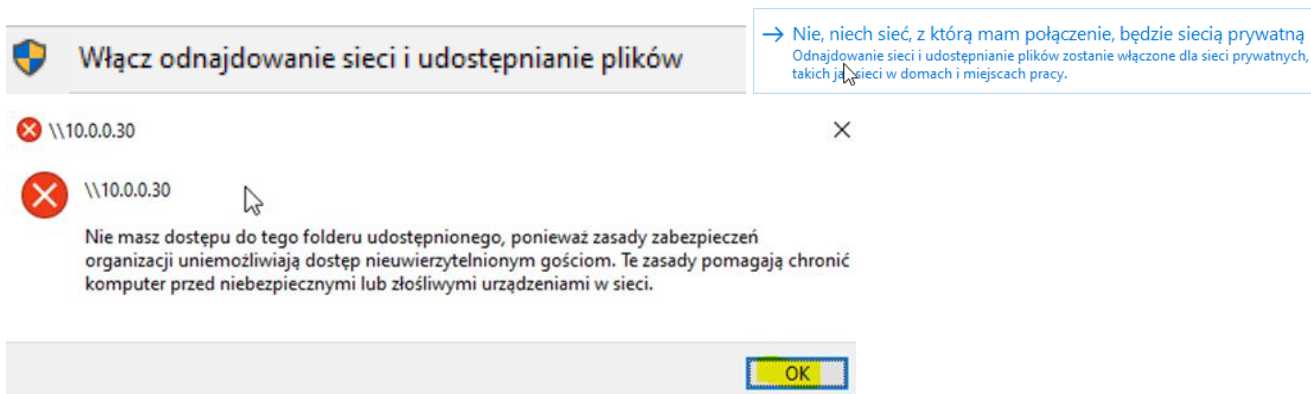 Włącz odnajdowanie sieci i udostępnianie plików
Nie, niech sieć, z którą mam połączenie, będzie siecią prywatną
Odnajdowanie sieci i udostępnianie plików zostanie włączone dla sieci prywatnych,
takich jak sieci w domach i miejscach pracy.
\\10.0.0.30
\\10.0.0.30
Nie masz dostępu do tego folderu udostępnionego, ponieważ zasady zabezpieczeń
organizacji uniemożliwiają dostęp nieuwierzytelnionym gościom. Te zasady pomagają chronić
komputer przed niebezpiecznymi lub złośliwymi urządzeniami w sieci.
OK